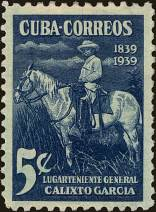 CUBA·CORREOS
1839
1939
5¢
LUGARTENIENTE GENERAL
CALIXTO GARCIA